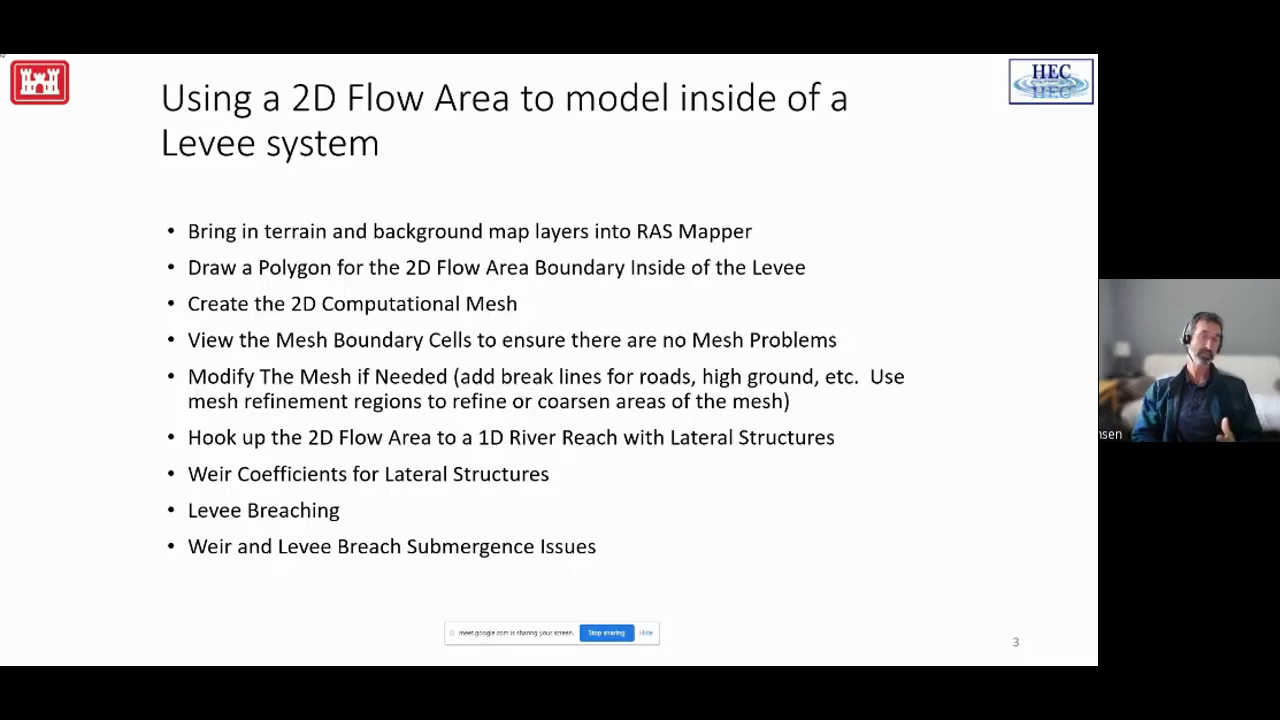 HEC
Using a 2D Flow Area to model inside of a
Levee system
• Bring in terrain and background map layers into RAS Mapper
• Draw a Polygon for the 2D Flow Area Boundary Inside of the Levee
• Create the 2D Computational Mesh
• View the Mesh Boundary Cells to ensure there are no Mesh Problems
• Modify The Mesh if Needed (add break lines for roads, high ground, etc. Use
mesh refinement regions to refine or coarsen areas of the mesh)
• Hook up the 2D Flow Area to a 1D River Reach with Lateral Structures
• Weir Coefficients for Lateral Structures
• Levee Breaching
• Weir and Levee Breach Submergence Issues
nsen
meet.google.com is sharing your screen. Stop sharing Hide
3